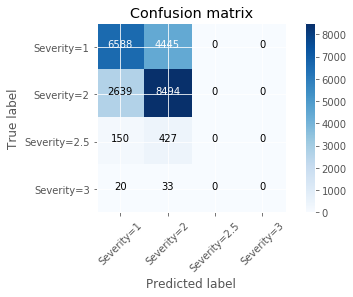 Confusion matrix
Severity=1 6588 4445 0 0
Severity=2 2639 8494 0 0
Severity=2.5 150 427 0 0
Severity=3 20 33 0 0
Severity=1 Severity=2 Severity=2.5 Severity=3
True label
Predicted label
8000
7000
6000
5000
4000
3000
2000
1000
0